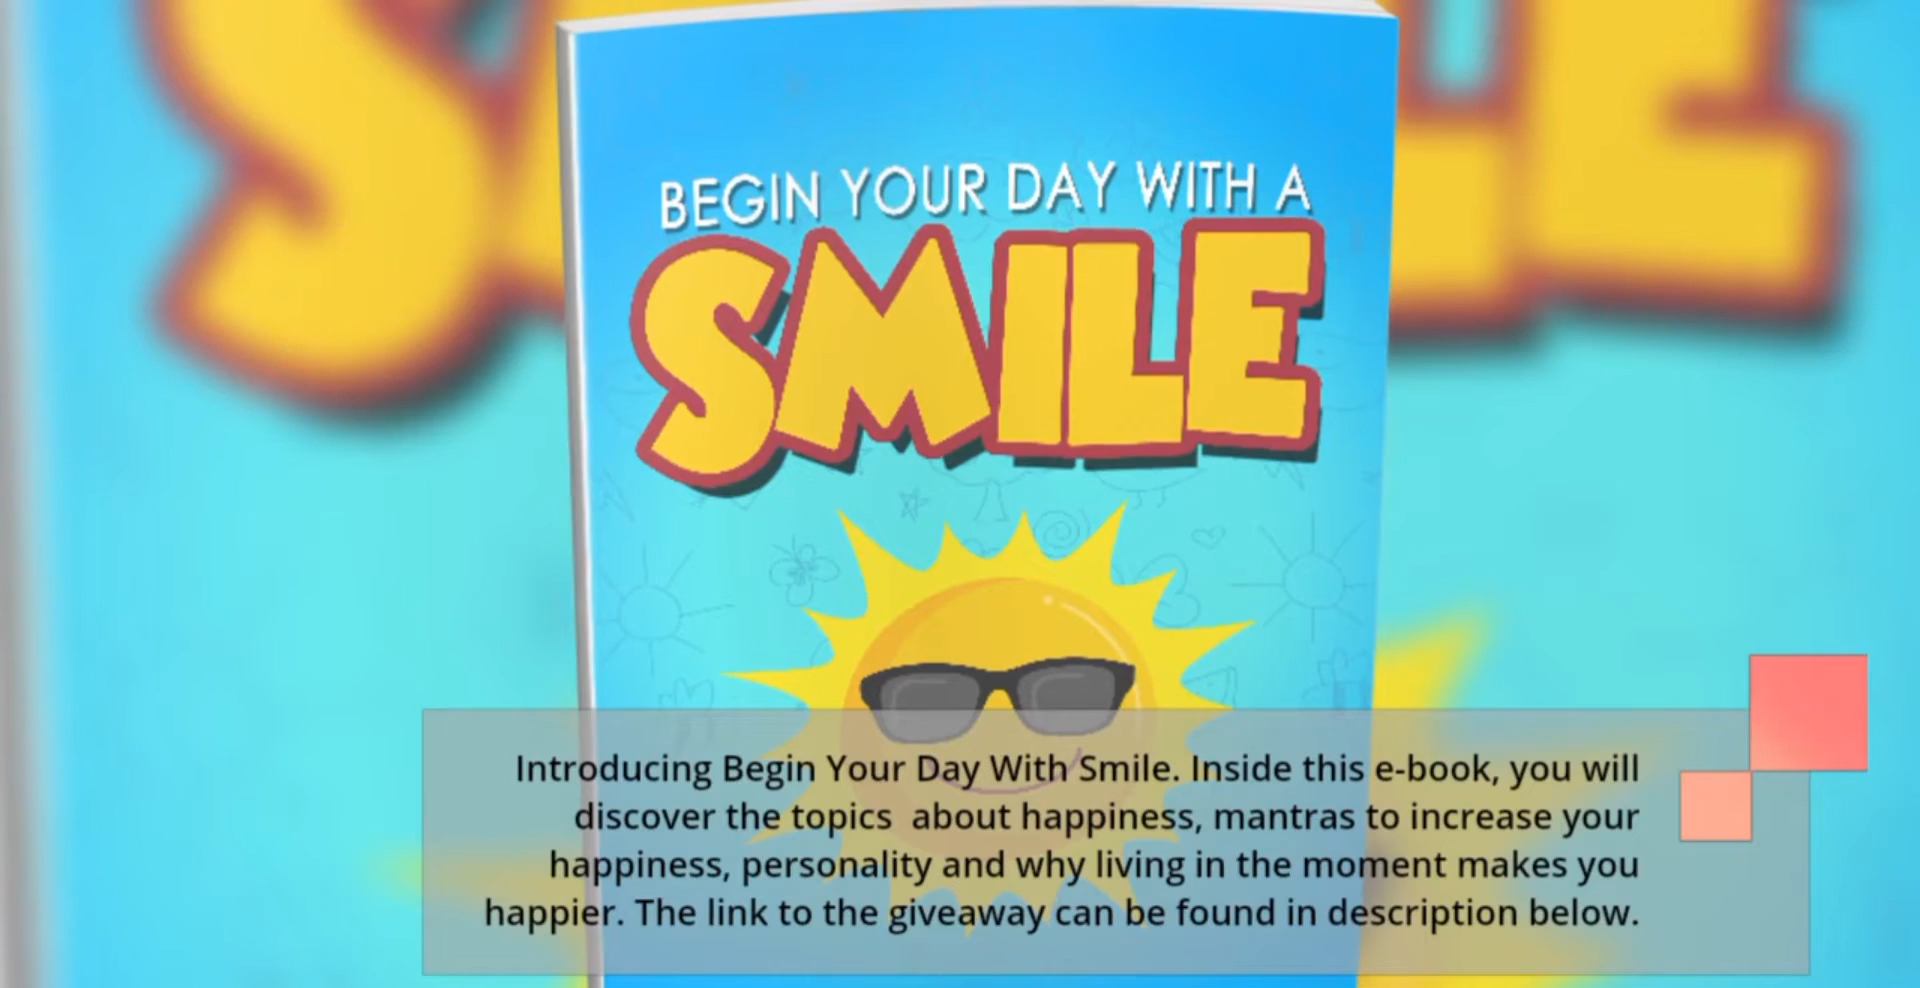 BEGIN YOUR DAY WITH A
SMILE
Introducing Begin Your Day With Smile. Inside this e-book, you will
discover the topics  about happiness, mantras to increase your
happiness, personality and why living in the moment makes you
happier. The link to the giveaway can be found in description below.